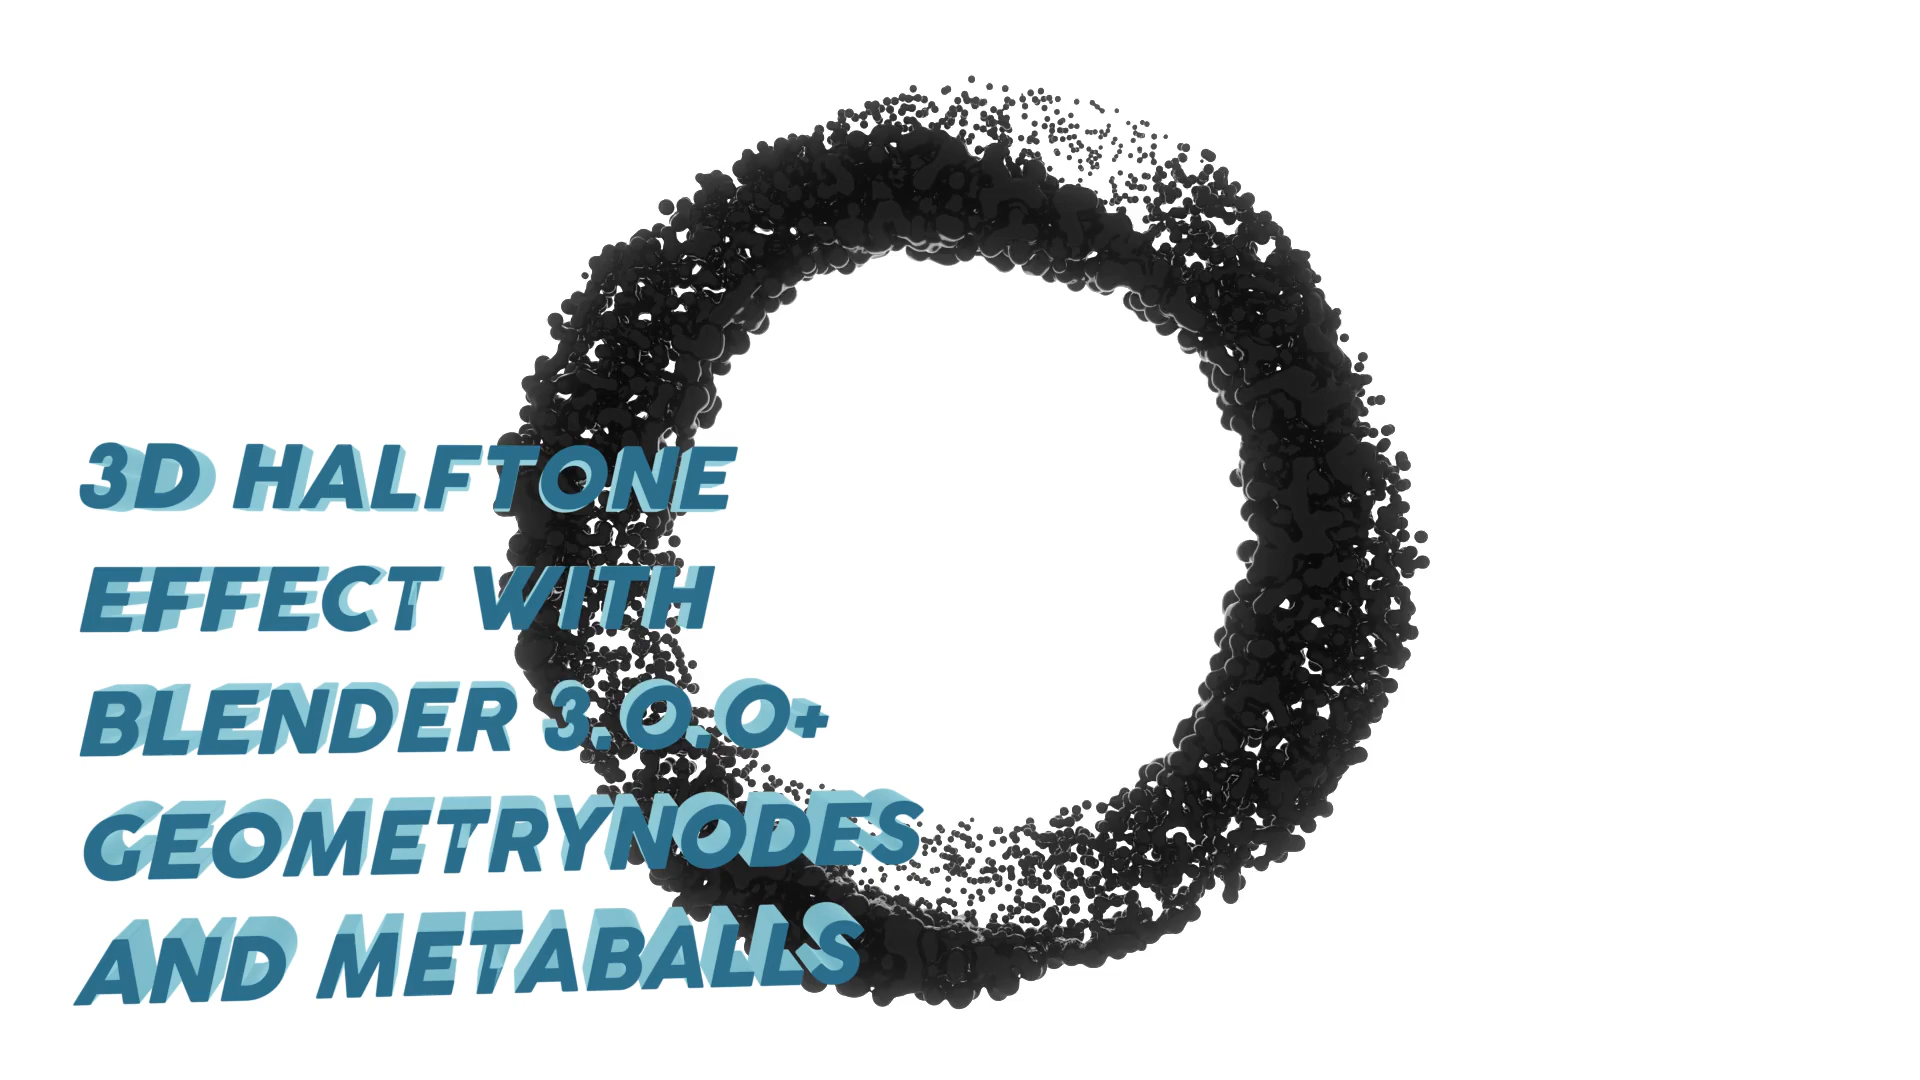 3D HALFTONE
EFFECT WITH
BLENDER 3.0.0+
GEOMETRYNODES
AND METABALLS